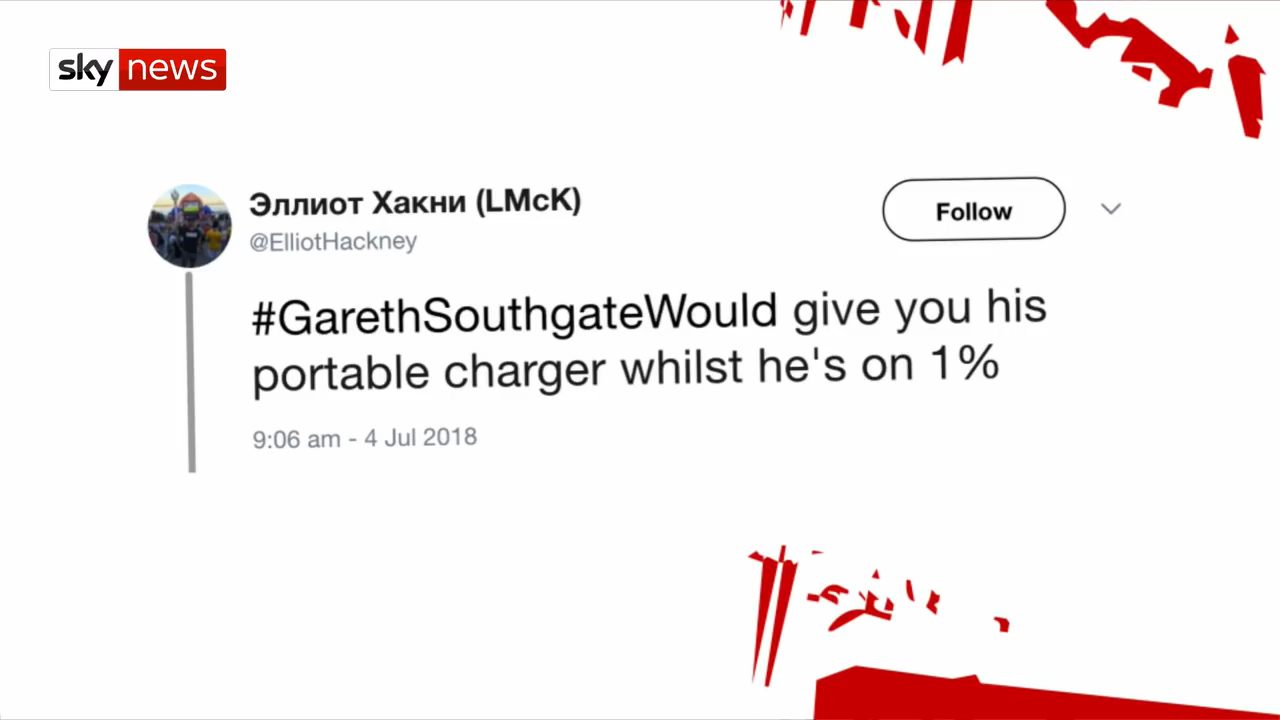 sky news
Эллиот Хакни (LMcK)
@ElliotHackney
Follow
#GarethSouthgateWould give you his
portable charger whilst he's on 1%
9:06 am - 4 Jul 2018